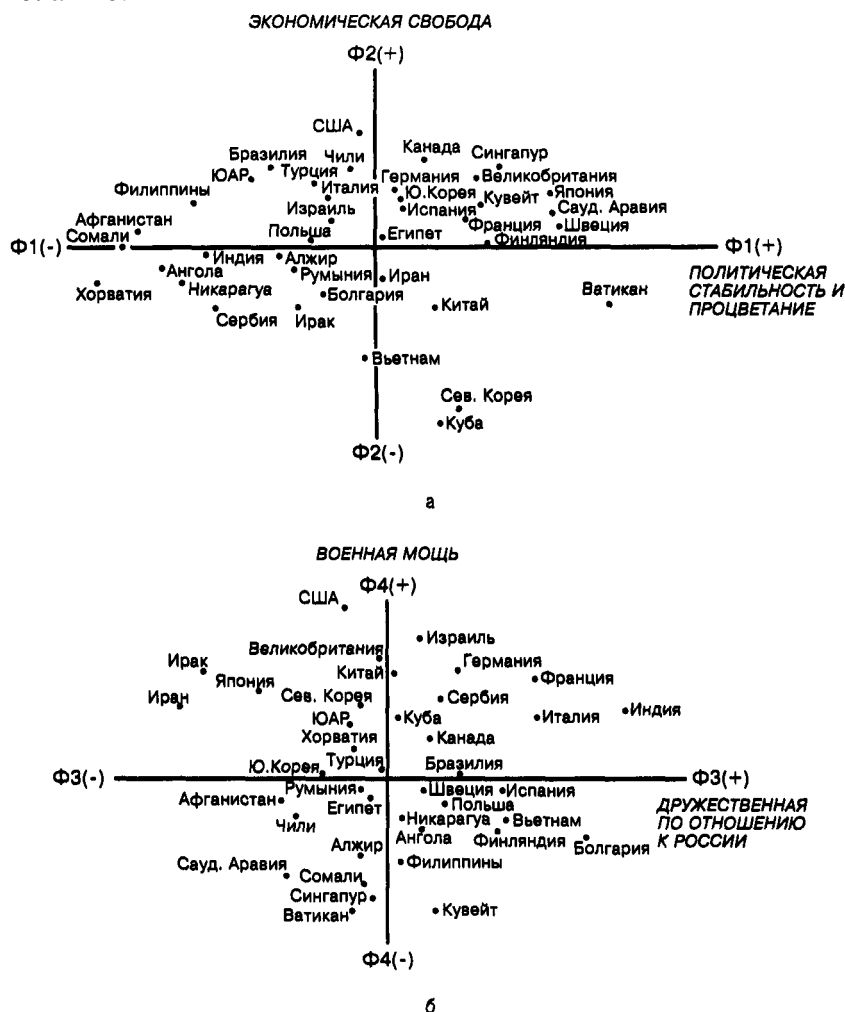 ЭКОНОМИЧЕСКАЯ СВОБОДА
Ф2(+)
США
Канада
Сингапур
Бразилия
Чили
ЮАР
Турция
Германия
Великобритания
Филиппины
Италия
Ю.Корея
Кувейт
Япония
Израиль
Испания
Сауд. Аравия
Афганистан
Польша
Египет
Франция
Швеция
Сомали
Финляндия
Ф1(-)
Ф1(+)
Индия
Алжир
ПОЛИТИЧЕСКАЯ
СТАБИЛЬНОСТЬ И
ПРОЦВЕТАНИЕ
Ангола
Румыния
Иран
Хорватия
Никарагуа
Болгария
Ватикан
Сербия
Ирак
Китай
Вьетнам
Сев. Корея
Куба
Ф2(-)
а
ВОЕННАЯ МОЩЬ
Ф4(+)
США
Израиль
Великобритания
Ирак
Китай
Германия
Франция
Япония
Иран
Сев. Корея
Сербия
ЮАР
Куба
Италия
Индия
Хорватия
Канада
Ю.Корея
Турция
Бразилия
Ф3(-)
Ф3(+)
Румыния
Швеция
Испания
Афганистан
Египет
Польша
ДРУЖЕСТВЕННАЯ
ПО ОТНОШЕНИЮ
К РОССИИ
Чили
Никарагуа
Вьетнам
Ангола
Финляндия
Болгария
Алжир
Сауд. Аравия
Филиппины
Сомали
Сингапур
Ватикан
Кувейт
Ф4(-)
б